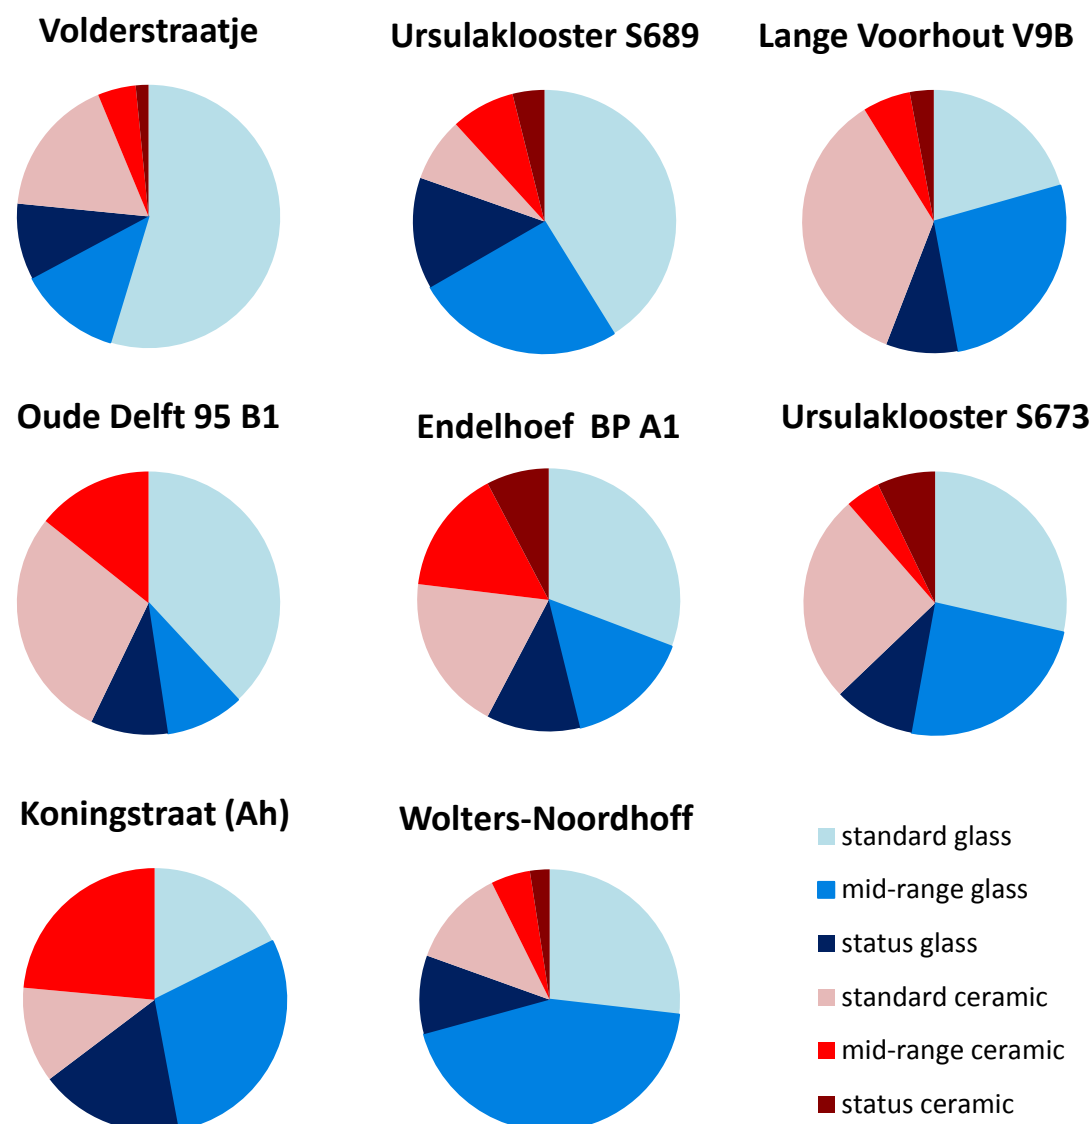 Volderstraatje
Ursulaklooster S689
Lange Voorhout V9B
Oude Delft 95 B1
Endelhoef  BP A1
Ursulaklooster S673
Koningstraat (Ah)
Wolters-Noordhoff
standard glass
mid-range glass
status glass
standard ceramic
mid-range ceramic
status ceramic